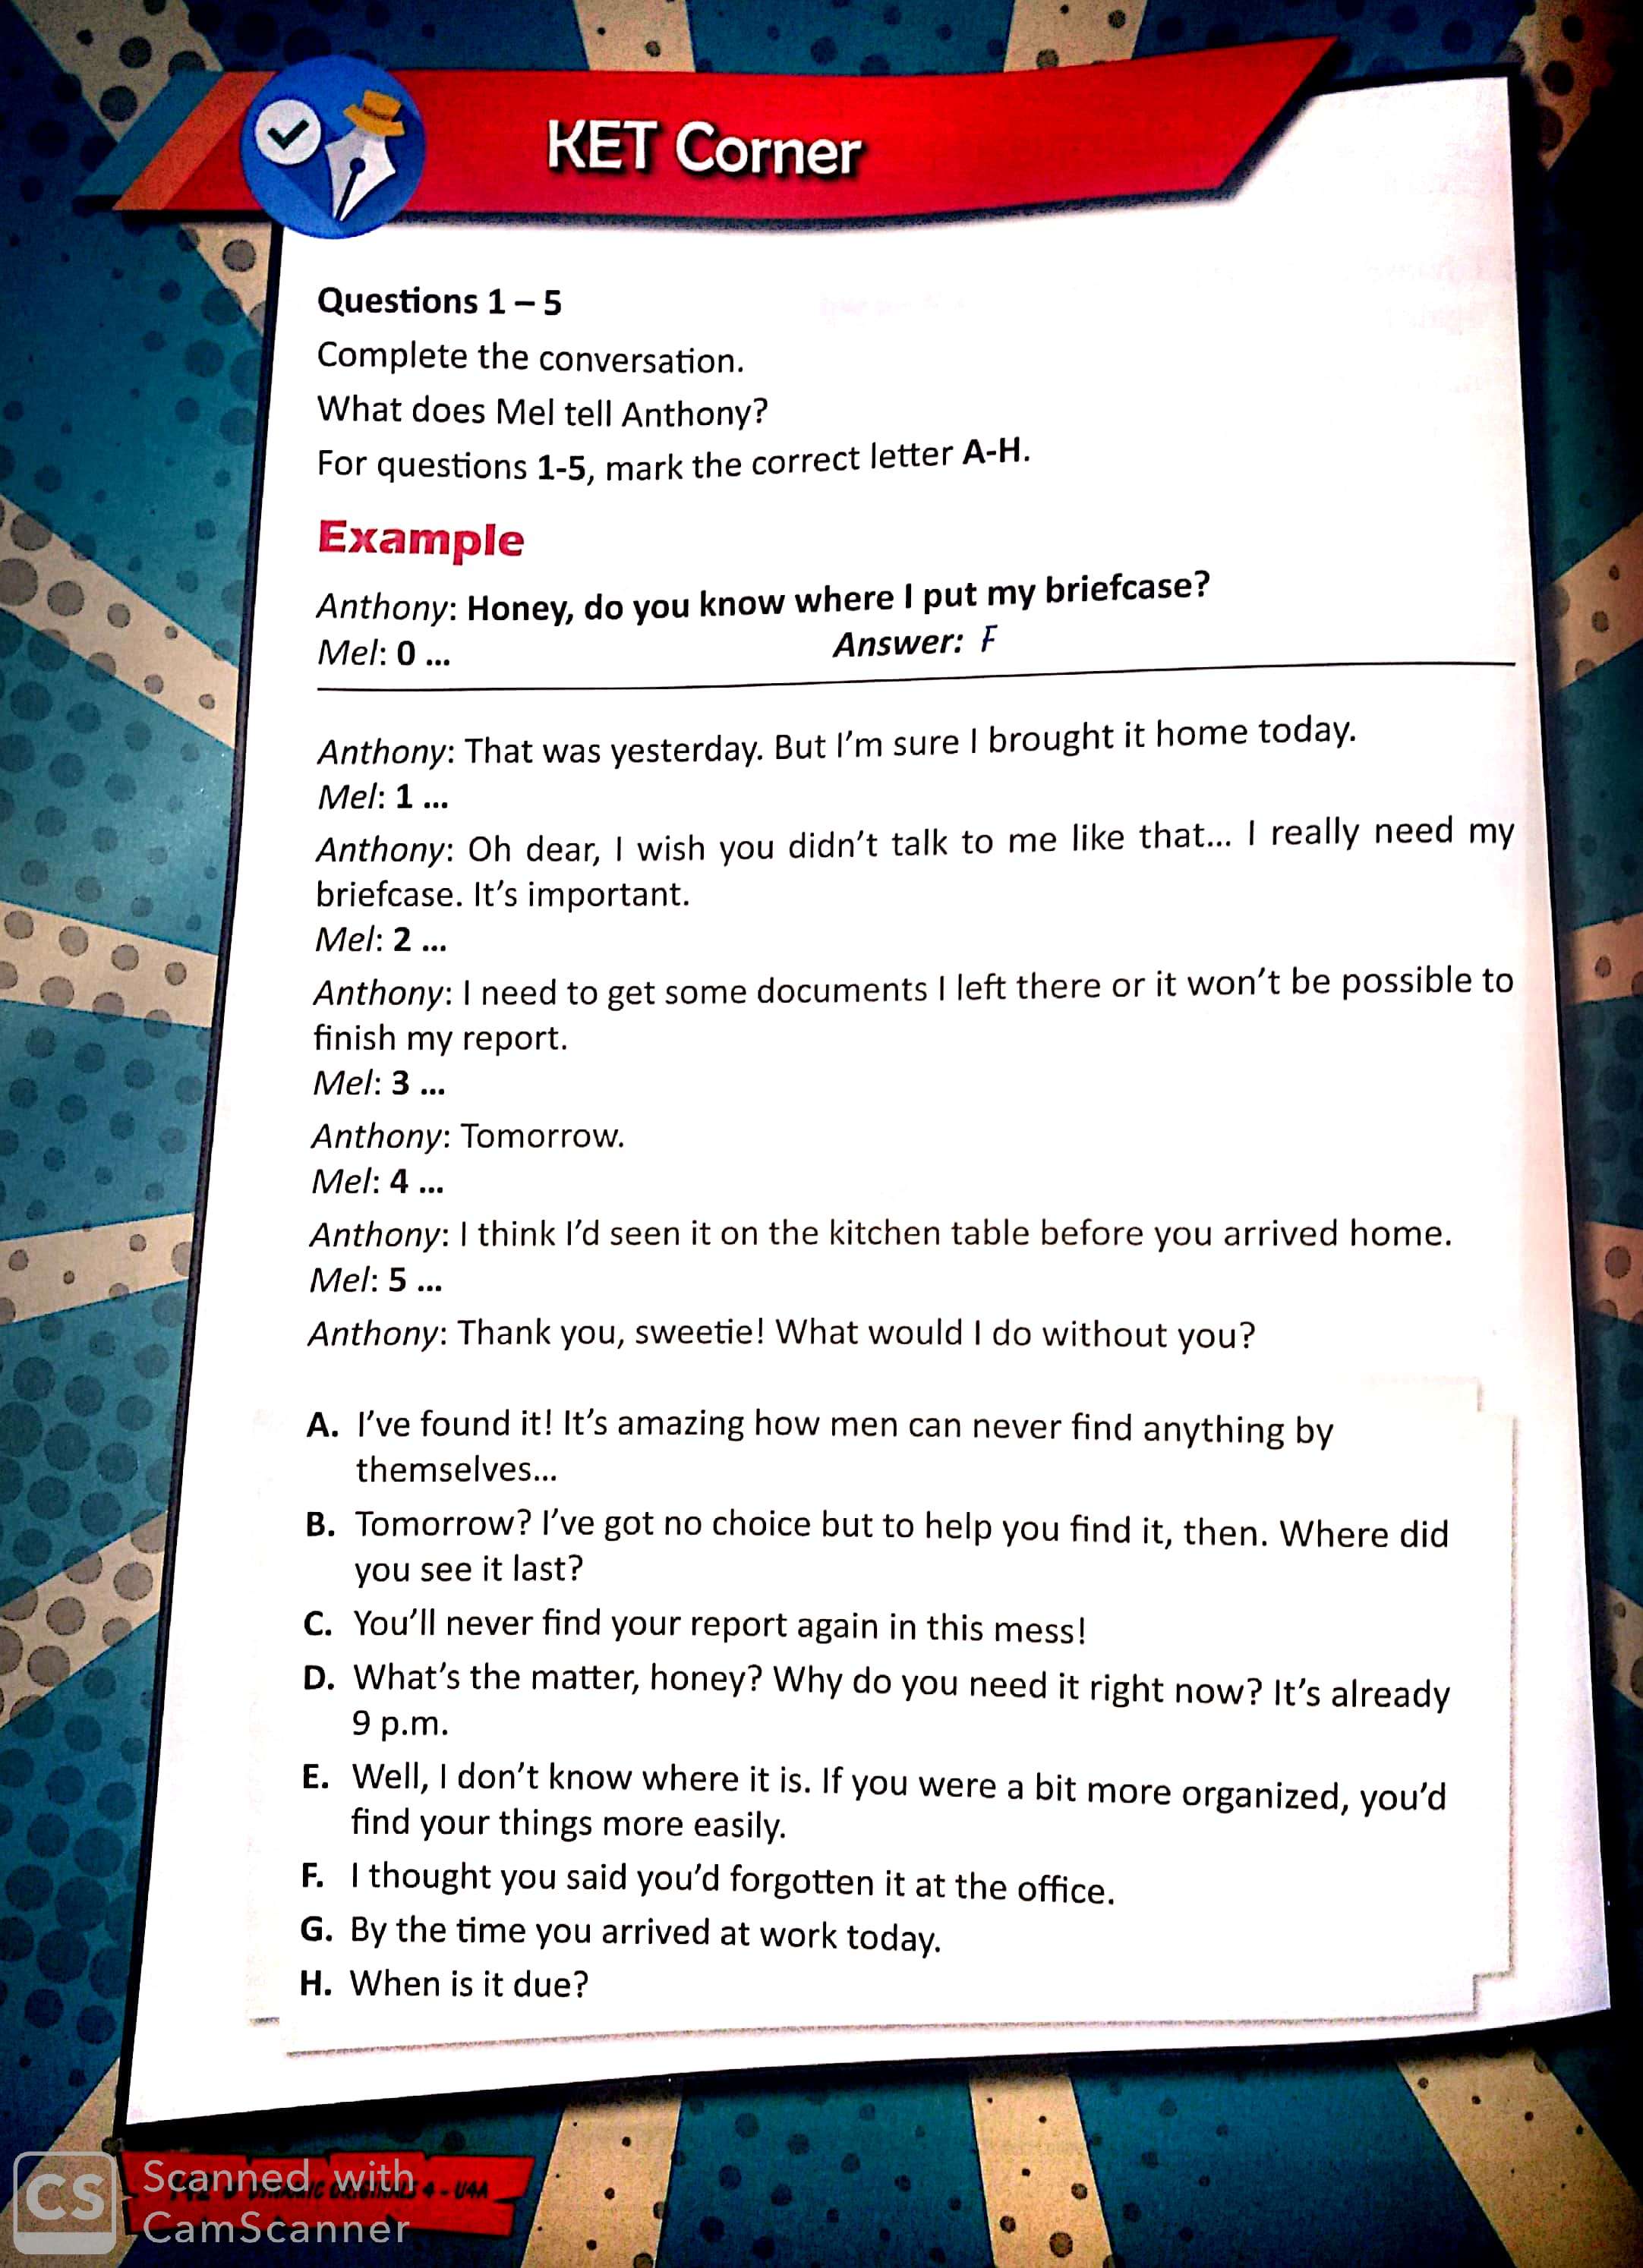 KET Corner
Questions 1 – 5
Complete the conversation.
What does Mel tell Anthony?
For questions 1-5, mark the correct letter A-H.
Example
Anthony: Honey, do you know where I put my briefcase?
Mel: 0 ... Answer: F
Anthony: That was yesterday. But I'm sure I brought it home today.
Mel: 1 ...
Anthony: Oh dear, I wish you didn't talk to me like that... I really need my
briefcase. It's important.
Mel: 2 ...
Anthony: I need to get some documents I left there or it won't be possible to
finish my report.
Mel: 3 ...
Anthony: Tomorrow.
Mel: 4 ...
Anthony: I think I'd seen it on the kitchen table before you arrived home.
Mel: 5 ...
Anthony: Thank you, sweetie! What would I do without you?
A. I've found it! It's amazing how men can never find anything by
themselves...
B. Tomorrow? I've got no choice but to help you find it, then. Where did
you see it last?
C. You'll never find your report again in this mess!
D. What's the matter, honey? Why do you need it right now? It's already
9 p.m.
E. Well, I don't know where it is. If you were a bit more organized, you'd
find your things more easily.
F. I thought you said you'd forgotten it at the office.
G. By the time you arrived at work today.
H. When is it due?
4 - U4A
CS Scanned with
CamScanner